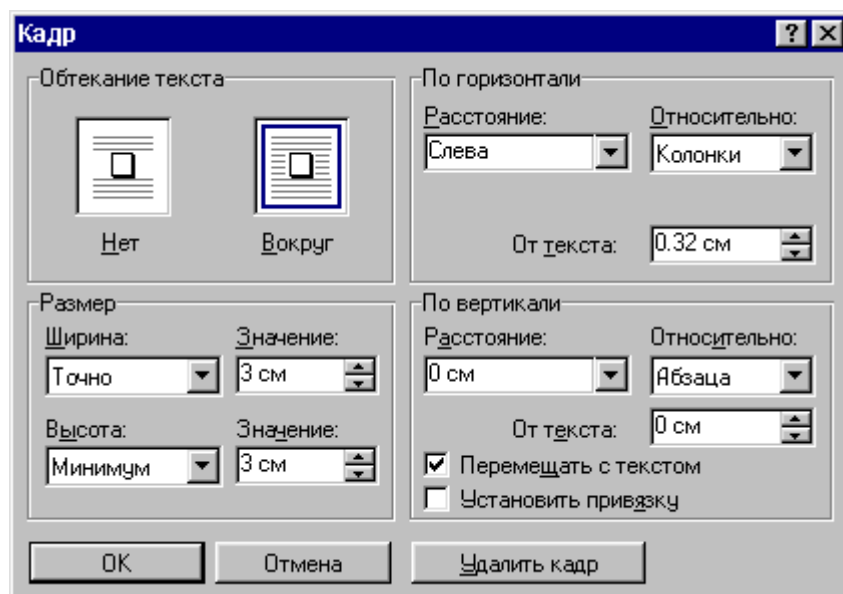 Кадр
Обтекание текста
Нет
Вокруг
По горизонтали
Расстояние:
Относительно:
Слева
Колонки
От текста:
0.32 см
Размер
Ширина:
Значение:
Точно
3 см
Высота:
Значение:
Минимум
3 см
По вертикали
Расстояние:
Относительно:
0 см
Абзаца
От текста:
0 см
Перемещать с текстом
Установить привязку
OK
Отмена
Удалить кадр